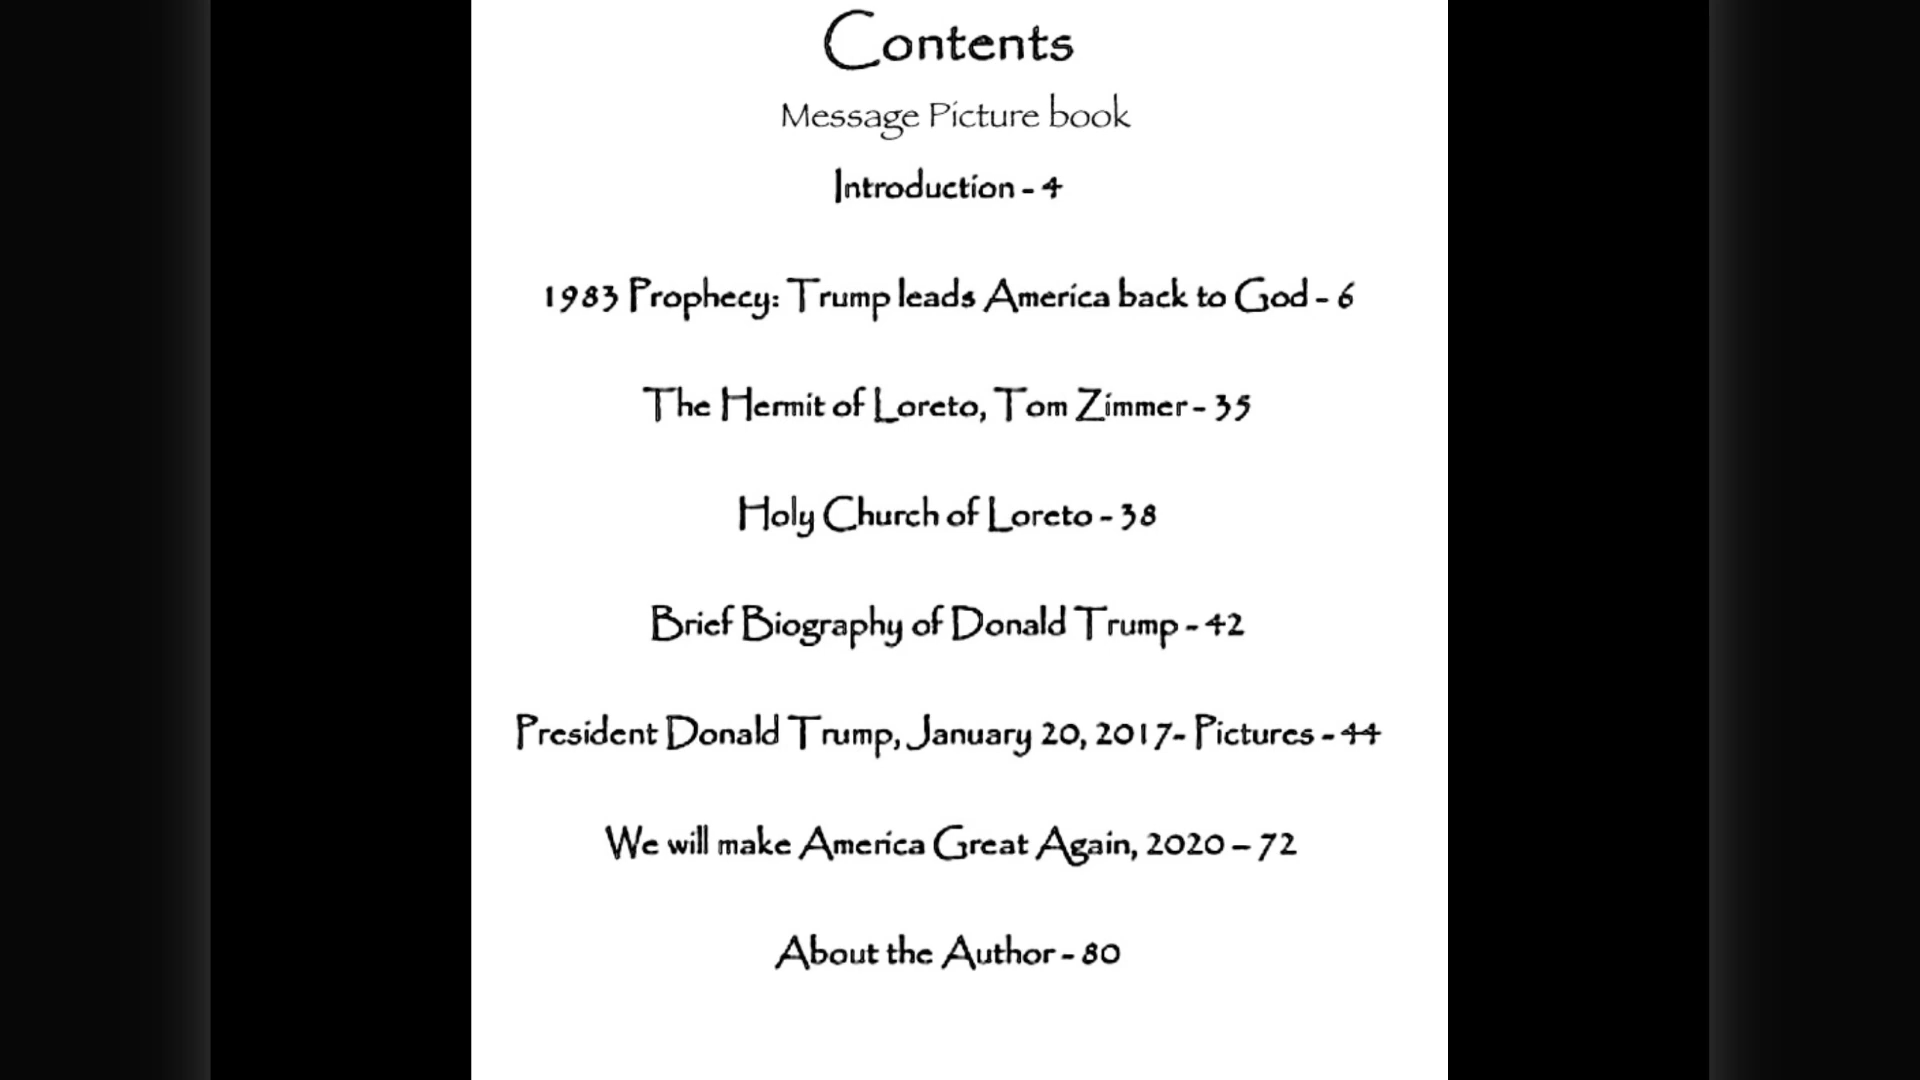 Contents
Message Picture book
Introduction - 4
1983 Prophecy: Trump leads America back to God - 6
The Hermit of Loreto, Tom Zimmer - 35
Holy Church of Loreto - 38
Brief Biography of Donald Trump - 42
President Donald Trump, January 20, 2017- Pictures - 44
We will make America Great Again, 2020 – 72
About the Author - 80